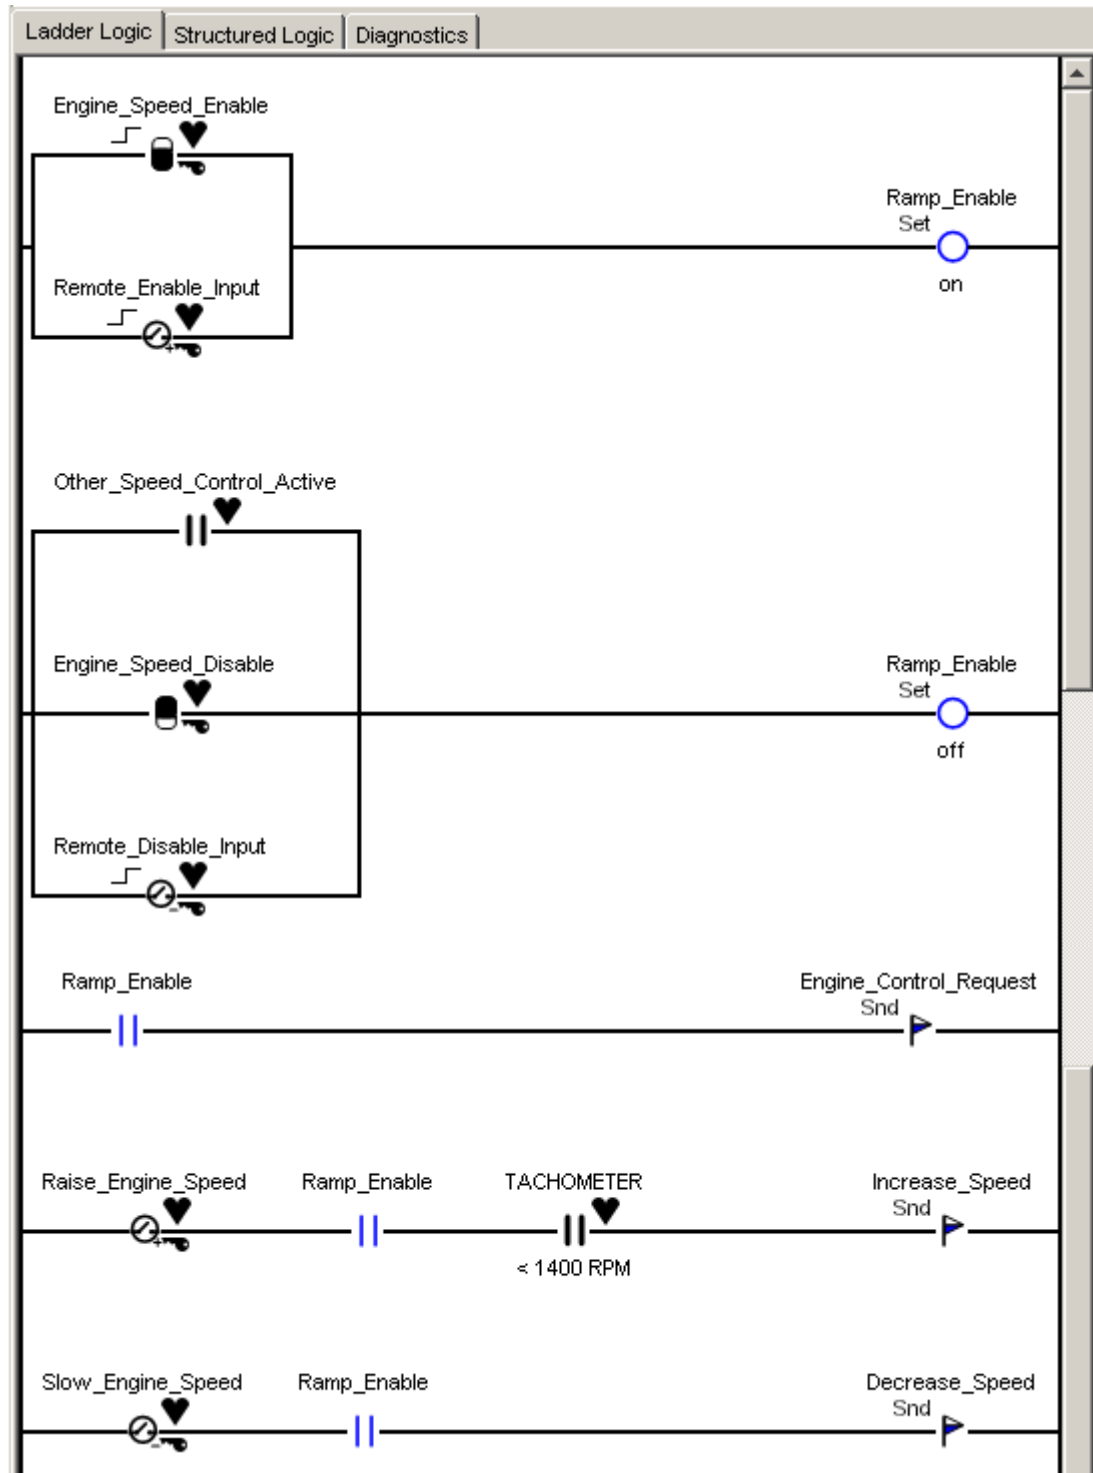 Ladder Logic Structured Logic Diagnostics
Engine_Speed_Enable
Ramp_Enable
Set
on
Remote_Enable_Input
Other_Speed_Control_Active
Engine_Speed_Disable
Ramp_Enable
Set
off
Remote_Disable_Input
Ramp_Enable Engine_Control_Request
Snd
Raise_Engine_Speed Ramp_Enable TACHOMETER Increase_Speed
Snd
< 1400 RPM
Slow_Engine_Speed Ramp_Enable Decrease_Speed
Snd